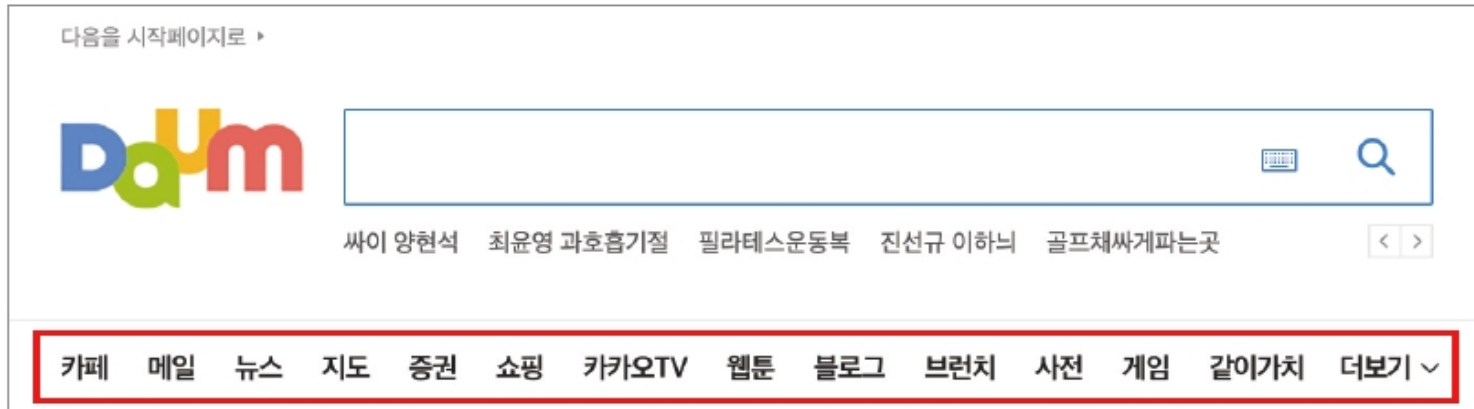 다음을 시작페이지로 ▸
Daum
싸이 양현석 최윤영 과호흡기절 필라테스운동복 진선규 이하늬 골프채싸게파는곳
카페 메일 뉴스 지도 증권 쇼핑 카카오TV 웹툰 블로그 브런치 사전 게임 같이가치 더보기